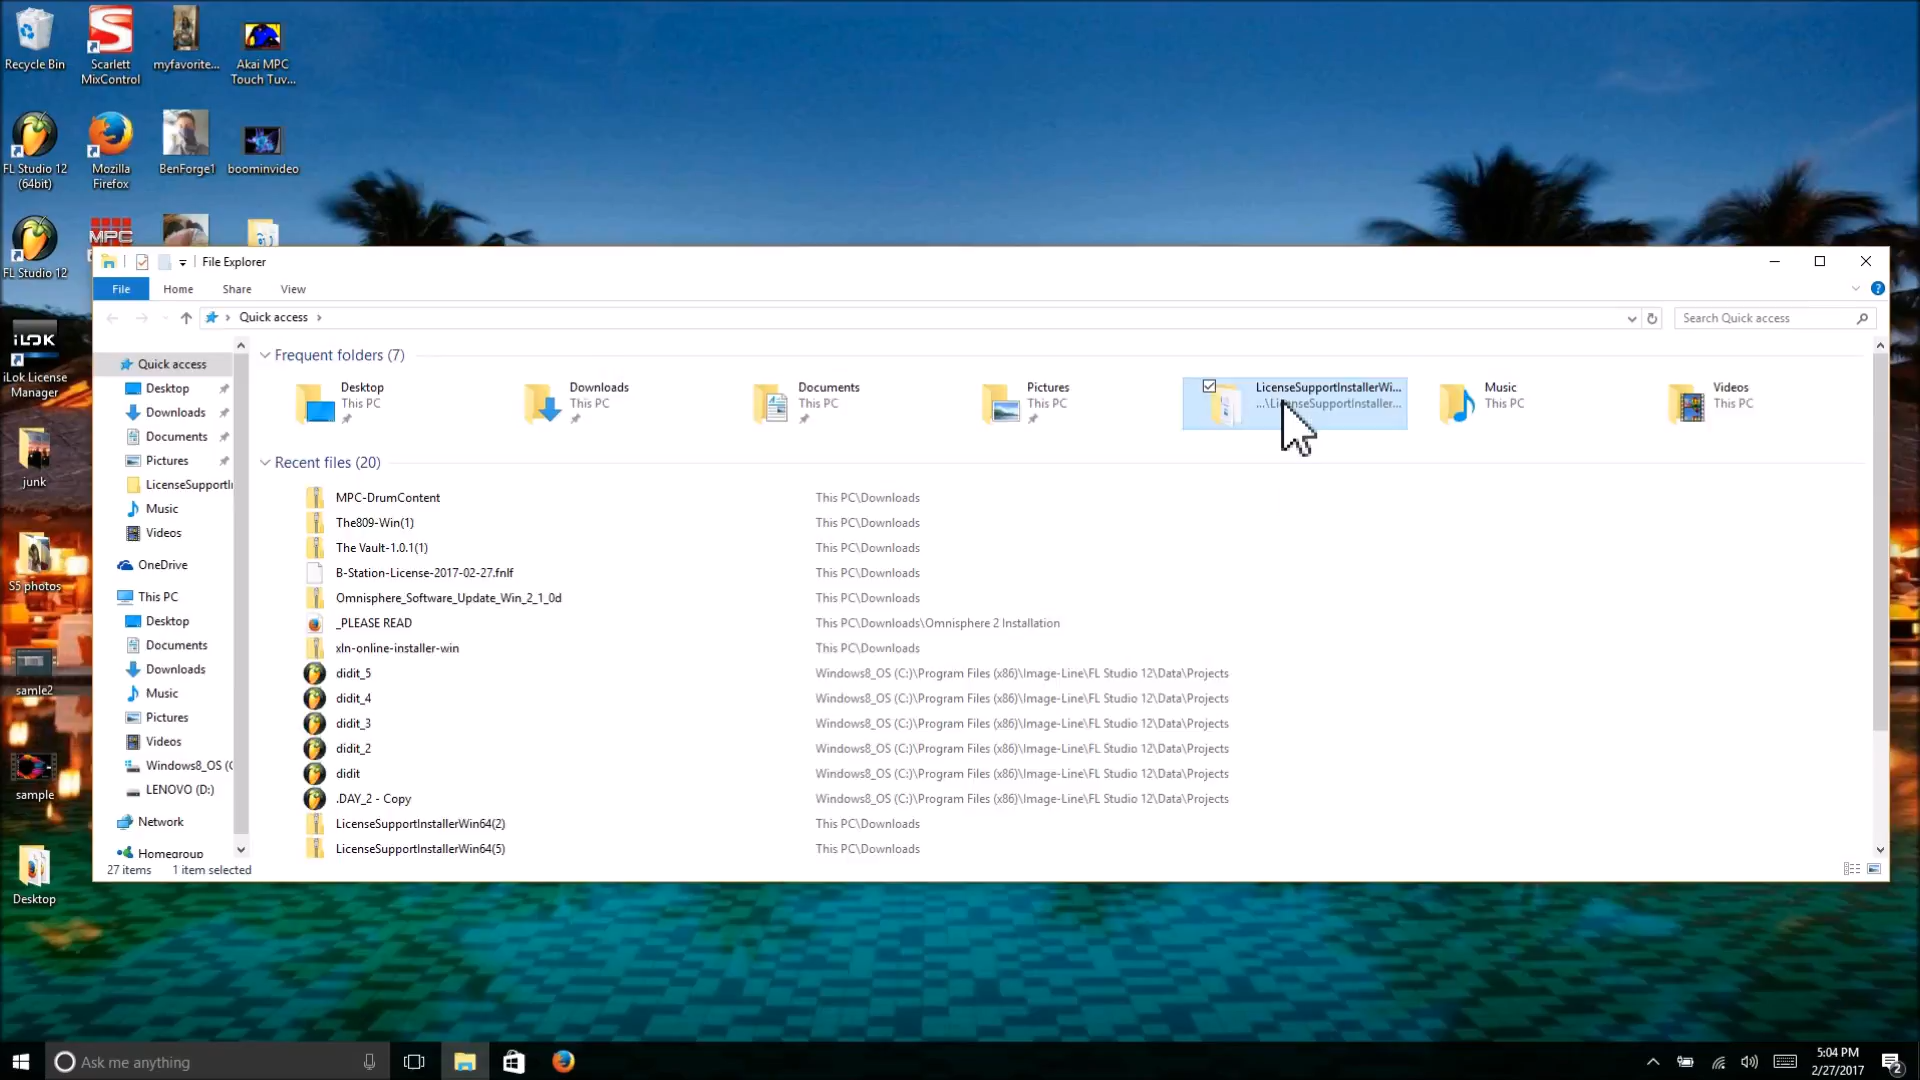 Recycle Bin
Scarlett
MixControl
myfavorite...
Akai MPC
Touch Tuv...
FL Studio 12
(64bit)
Mozilla
Firefox
BenForge1
boominvideo
FL Studio 12
MPC
iLOK
iLok License
Manager
junk
S5 photos
samle2
sample
Desktop
File Explorer
File
Home
Share
View
Quick access
Search Quick access
Quick access
Desktop
Downloads
Documents
Pictures
LicenseSupportI
Music
Videos
OneDrive
This PC
Desktop
Documents
Downloads
Music
Pictures
Videos
Windows8_OS (C
LENOVO (D:)
Network
Homegroup
Frequent folders (7)
Desktop
This PC
Downloads
This PC
Documents
This PC
Pictures
This PC
LicenseSupportInstallerWi...
...\LicenseSupportInstaller...
Music
This PC
Videos
This PC
Recent files (20)
MPC-DrumContent This PC\Downloads
The809-Win(1) This PC\Downloads
The Vault-1.0.1(1) This PC\Downloads
B-Station-License-2017-02-27.fnlf This PC\Downloads
Omnisphere_Software_Update_Win_2_1_0d This PC\Downloads
_PLEASE READ This PC\Downloads\Omnisphere 2 Installation
xln-online-installer-win This PC\Downloads
didit_5 Windows8_OS (C:)\Program Files (x86)\Image-Line\FL Studio 12\Data\Projects
didit_4 Windows8_OS (C:)\Program Files (x86)\Image-Line\FL Studio 12\Data\Projects
didit_3 Windows8_OS (C:)\Program Files (x86)\Image-Line\FL Studio 12\Data\Projects
didit_2 Windows8_OS (C:)\Program Files (x86)\Image-Line\FL Studio 12\Data\Projects
didit Windows8_OS (C:)\Program Files (x86)\Image-Line\FL Studio 12\Data\Projects
.DAY_2 - Copy Windows8_OS (C:)\Program Files (x86)\Image-Line\FL Studio 12\Data\Projects
LicenseSupportInstallerWin64(2) This PC\Downloads
LicenseSupportInstallerWin64(5) This PC\Downloads
27 items 1 item selected
Ask me anything
5:04 PM
2/27/2017
2